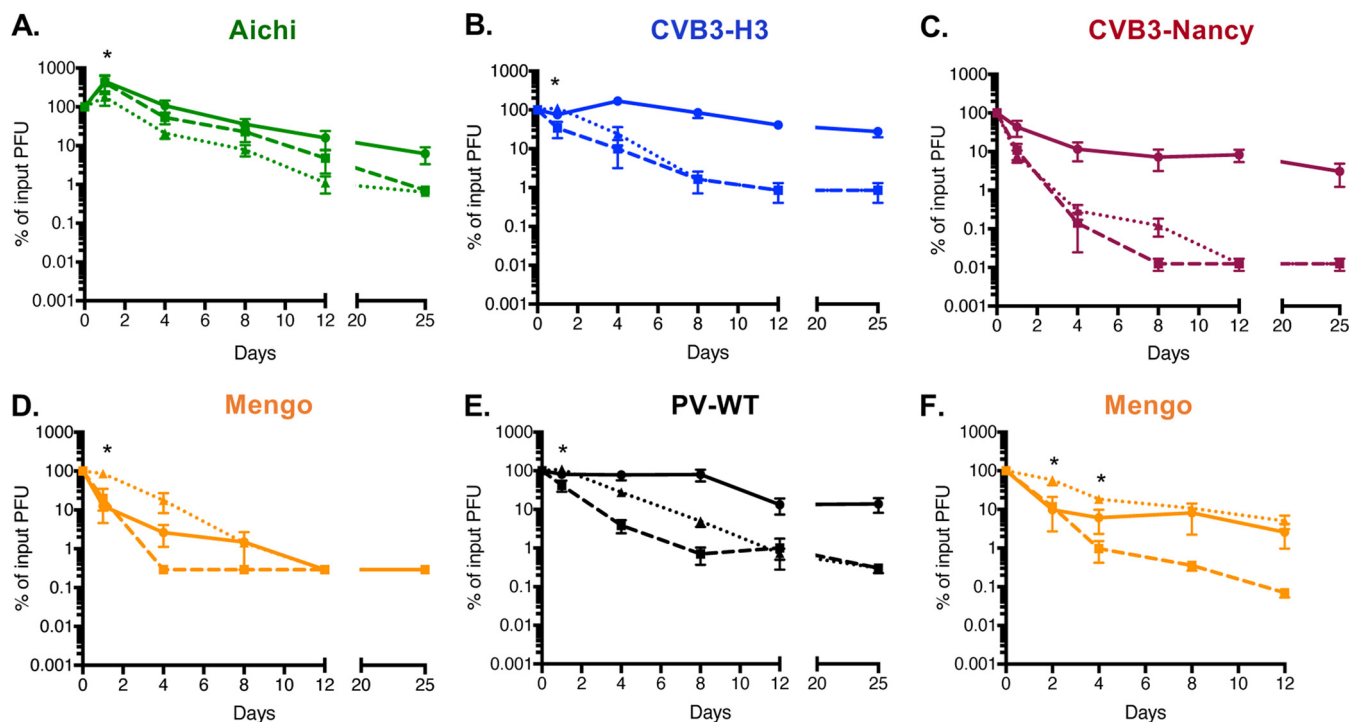 A. Aichi
*
% of input PFU
1000
100
10
1
0.1
0.01
0.001
0 2 4 6 8 10 12 20 25
Days
B. CVB3-H3
*
% of input PFU
1000
100
10
1
0.1
0.01
0.001
0 2 4 6 8 10 12 20 25
Days
C. CVB3-Nancy
% of input PFU
1000
100
10
1
0.1
0.01
0.001
0 2 4 6 8 10 12 20 25
Days
D. Mengo
*
% of input PFU
1000
100
10
1
0.1
0.01
0.001
0 2 4 6 8 10 12 20 25
Days
E. PV-WT
*
% of input PFU
1000
100
10
1
0.1
0.01
0.001
0 2 4 6 8 10 12 20 25
Days
F. Mengo
* *
% of input PFU
1000
100
10
1
0.1
0.01
0.001
0 2 4 6 8 10 12
Days